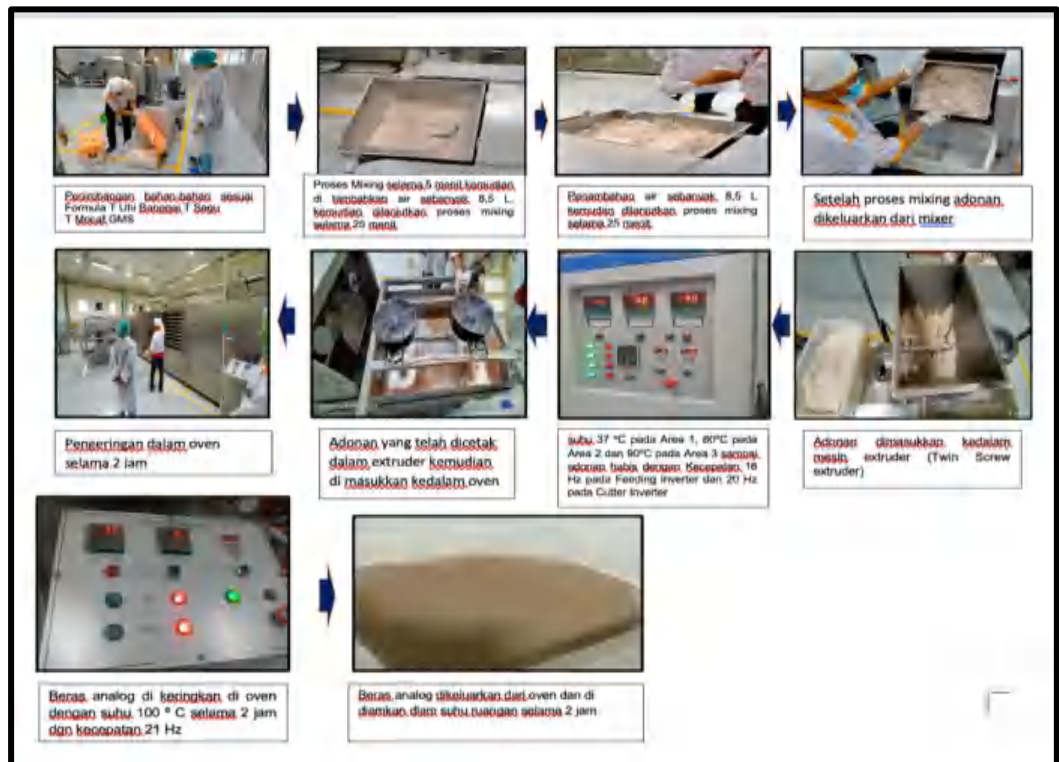 Penimbangan bahan-bahan sesuai
Formula T Ubi Banggai, T Sagu
T Mocaf, GMS
Proses Mixing selama 5 menit kemudian
di tambahkan air sebanyak 8,5 L,
kemudian dilanjutkan proses mixing
selama 25 menit.
Penambahan air sebanyak 8,5 L
kemudian dilanjutkan proses mixing
selama 25 menit.
Setelah proses mixing adonan
dikeluarkan dari mixer
Pengeringan dalam oven
selama 2 Jam
Adonan yang telah dicetak
dalam extruder kemudian
di masukkan kedalam oven
suhu 37 ºC pada Area 1, 80ºC pada
Area 2 dan 90ºC pada Area 3 sampai
adonan habis dengan Kecepatan 16
Hz pada Feeding Inverter dan 20 Hz
pada Cutter Inverter
Adonan dimasukkan kedalam
mesin extruder (Twin Screw
extruder)
Beras analog di keringkan di oven
dengan suhu 100 º C selama 2 jam
dgn kecepatan 21 Hz
Beras analog dikeluarkan dari oven dan di
diamkan dlam suhu ruangan selama 2 jam